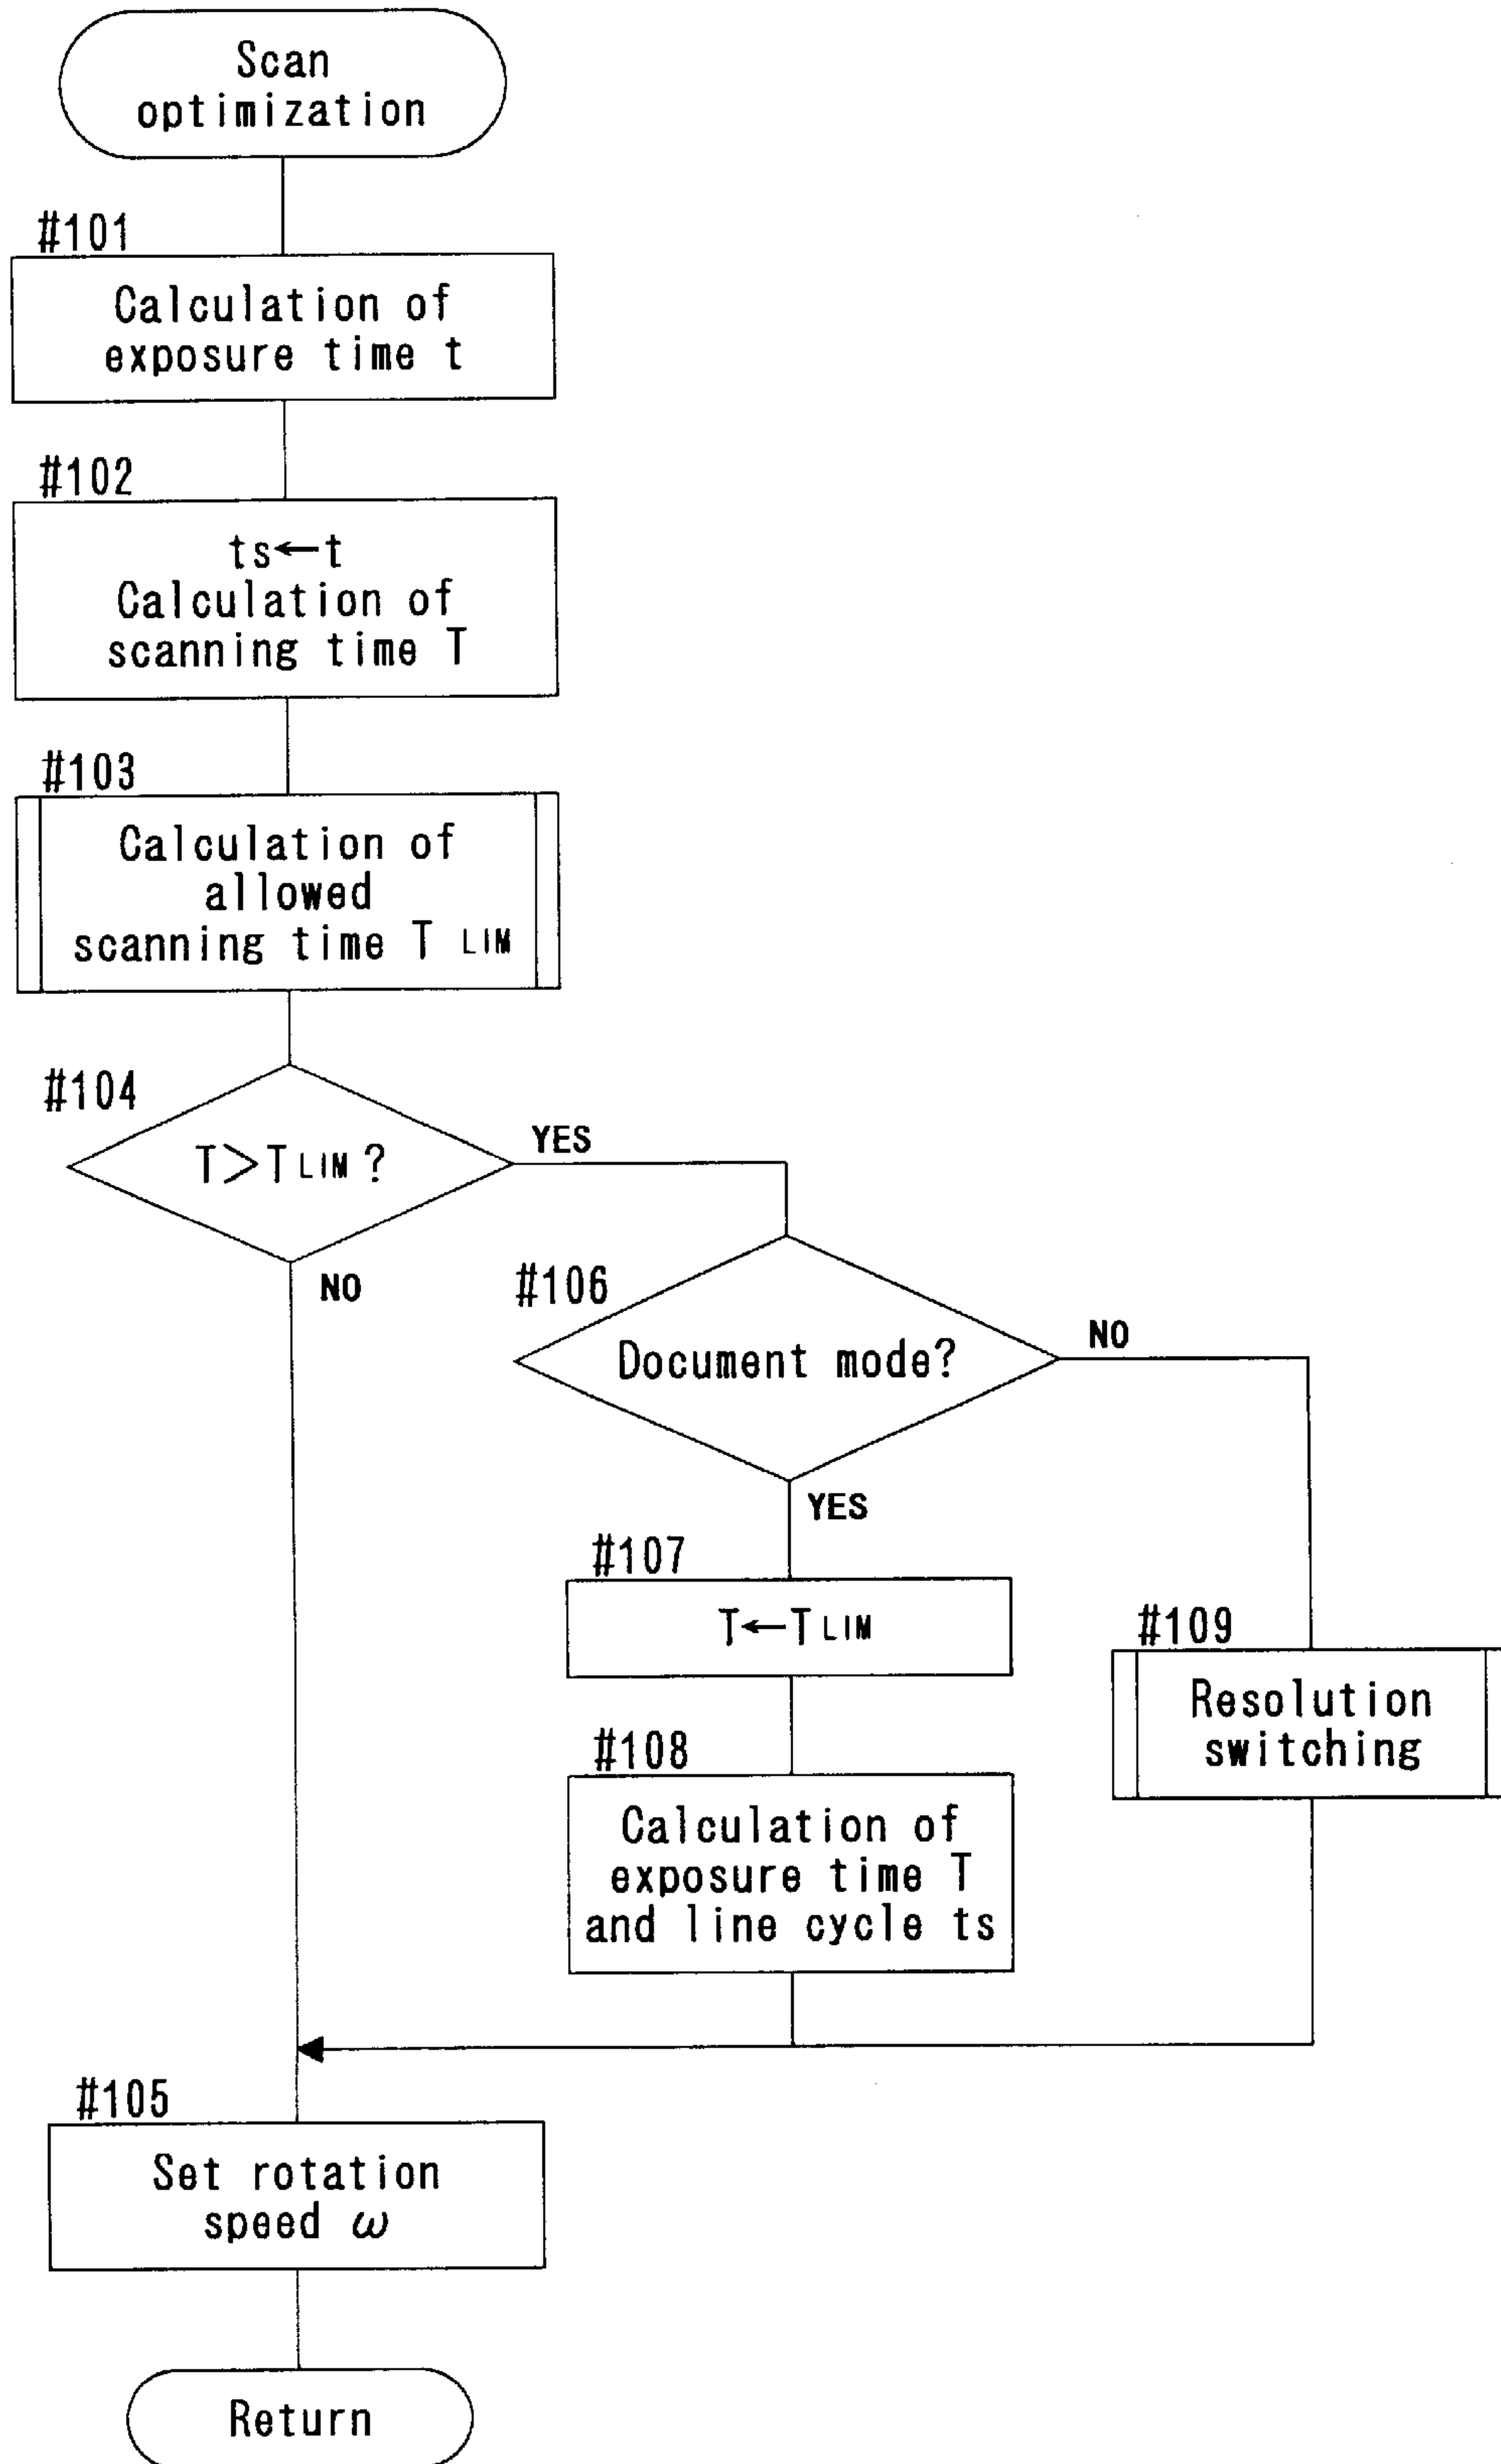 Scan
optimization
#101
Calculation of
exposure time t
#102
ts←t
Calculation of
scanning time T
#103
Calculation of
allowed
scanning time T LIM
#104
T>TLIM?
YES
NO
#106
Document mode?
NO
YES
#107
T←TLIM
#109
Resolution
switching
#108
Calculation of
exposure time T
and line cycle ts
#105
Set rotation
speed ω
Return